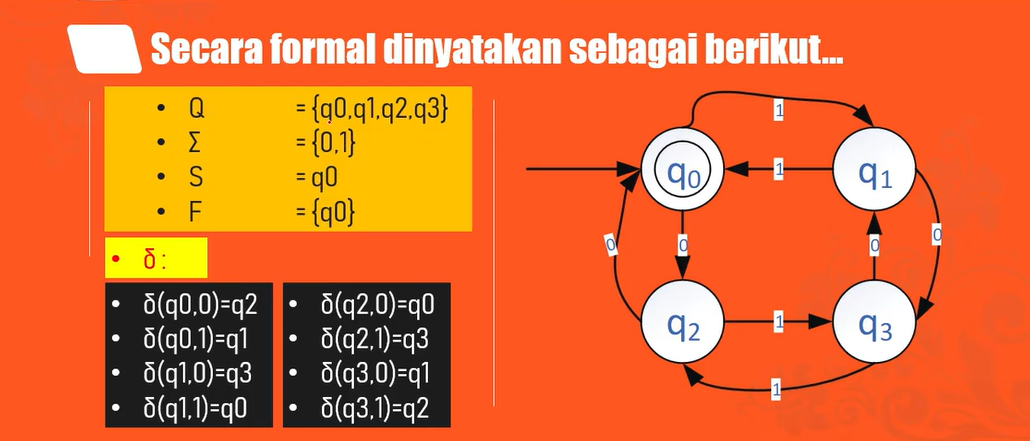 Secara formal dinyatakan sebagai berikut...
• Q = {q0,q1,q2,q3}
• Σ = {0,1}
• S = q0
• F = {q0}
• δ :
• δ(q0,0)=q2
• δ(q0,1)=q1
• δ(q1,0)=q3
• δ(q1,1)=q0
• δ(q2,0)=q0
• δ(q2,1)=q3
• δ(q3,0)=q1
• δ(q3,1)=q2
1
q0
1
q1
0
0
0
0
q2
1
q3
1